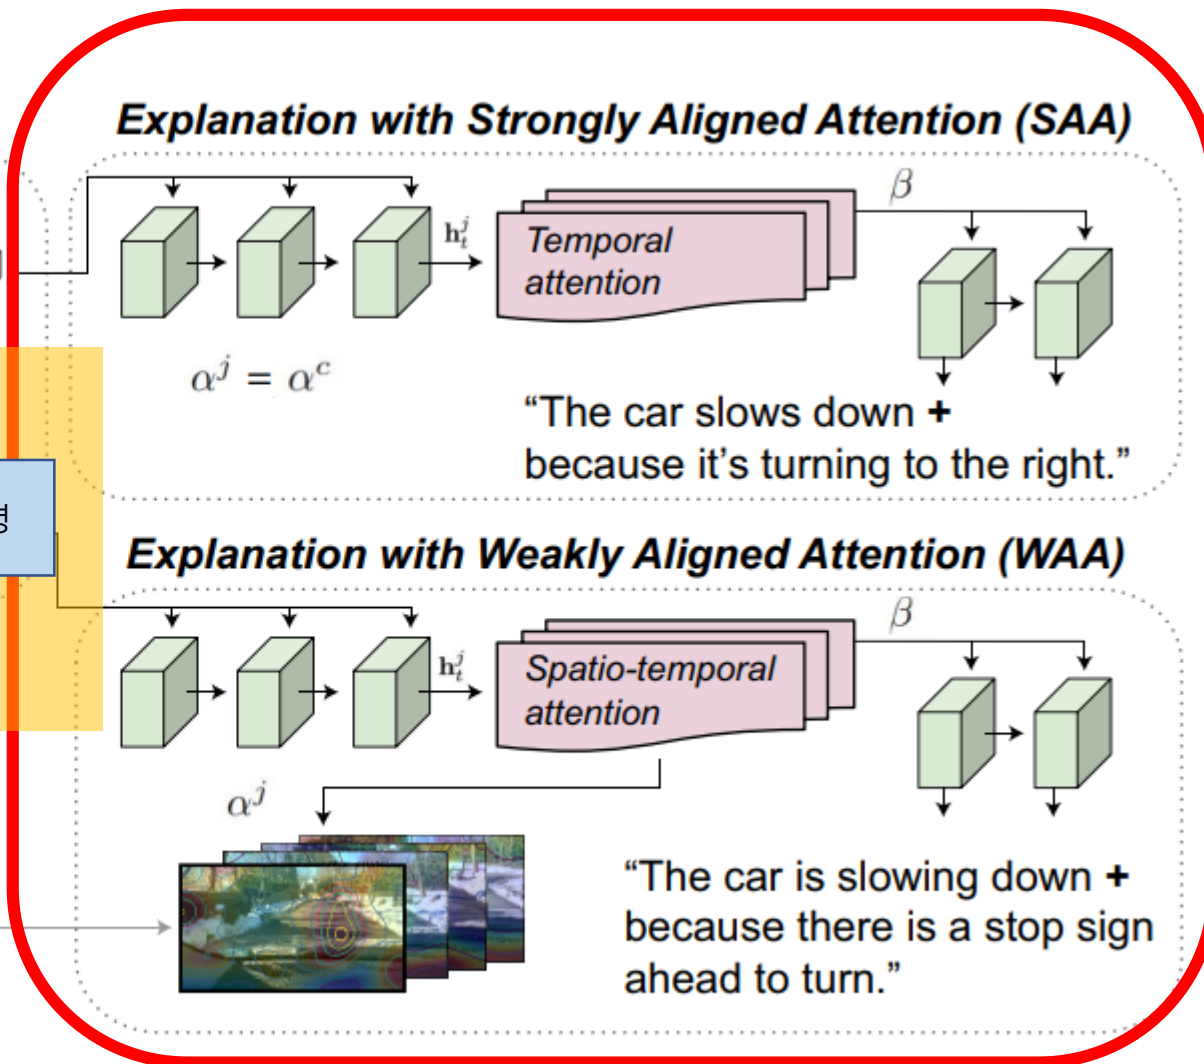 Explanation with Strongly Aligned Attention (SAA)
β
h_t^j
Temporal
attention
α^j = α^c
“The car slows down +
because it’s turning to the right.”
Explanation with Weakly Aligned Attention (WAA)
β
h_t^j
Spatio-temporal
attention
α^j
“The car is slowing down +
because there is a stop sign
ahead to turn.”